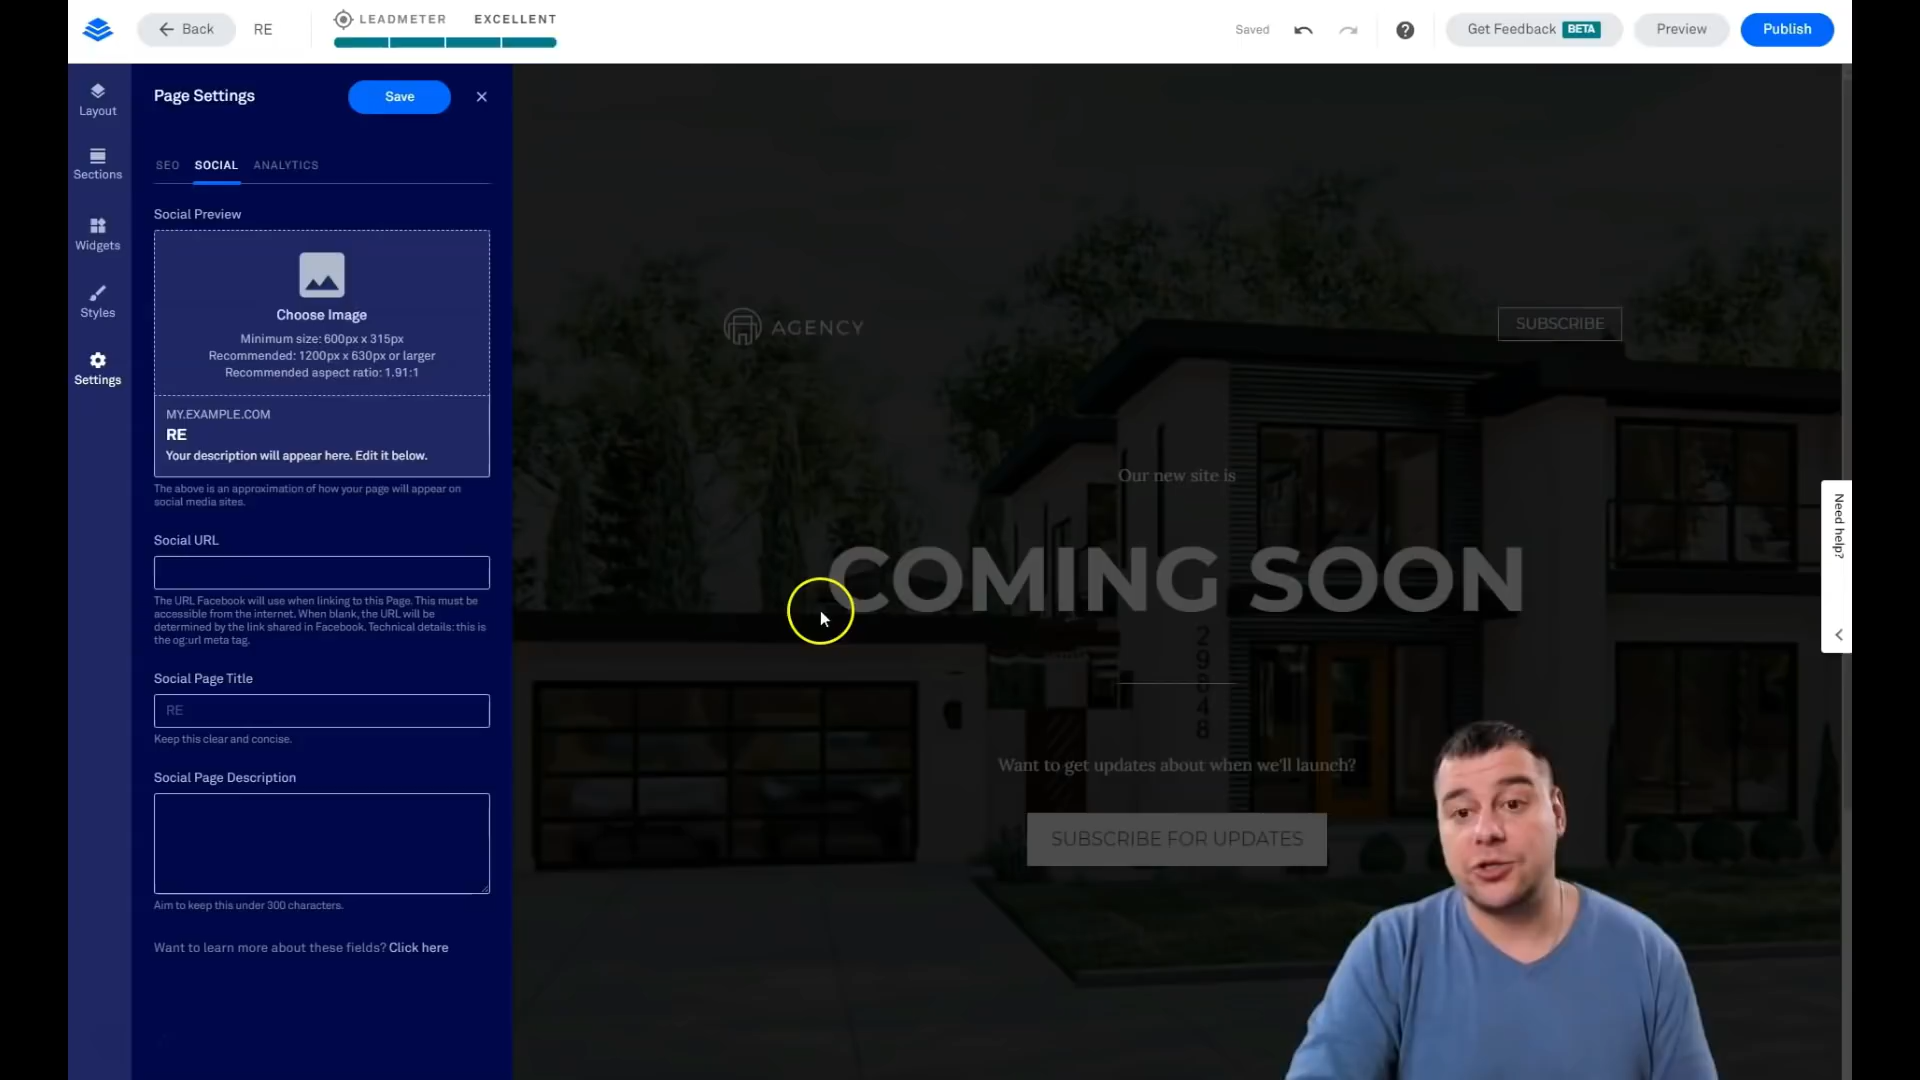 Back
RE
LEADMETER EXCELLENT
Saved
?
Get Feedback BETA
Preview
Publish
Layout
Sections
Widgets
Styles
Settings
Page Settings
Save
SEO SOCIAL ANALYTICS
Social Preview
Choose Image
Minimum size: 600px x 315px
Recommended: 1200px x 630px or larger
Recommended aspect ratio: 1.91:1
MY.EXAMPLE.COM
RE
Your description will appear here. Edit it below.
The above is an approximation of how your page will appear on
social media sites.
Social URL
The URL Facebook will use when linking to this Page. This must be
accessible from the internet. When blank, the URL will be
determined by the link shared in Facebook. Technical details: this is
the og:url meta tag.
Social Page Title
RE
Keep this clear and concise.
Social Page Description
Aim to keep this under 300 characters.
Want to learn more about these fields? Click here
AGENCY
SUBSCRIBE
Our new site is
COMING SOON
29848
Want to get updates about when we'll launch?
SUBSCRIBE FOR UPDATES
Need help?